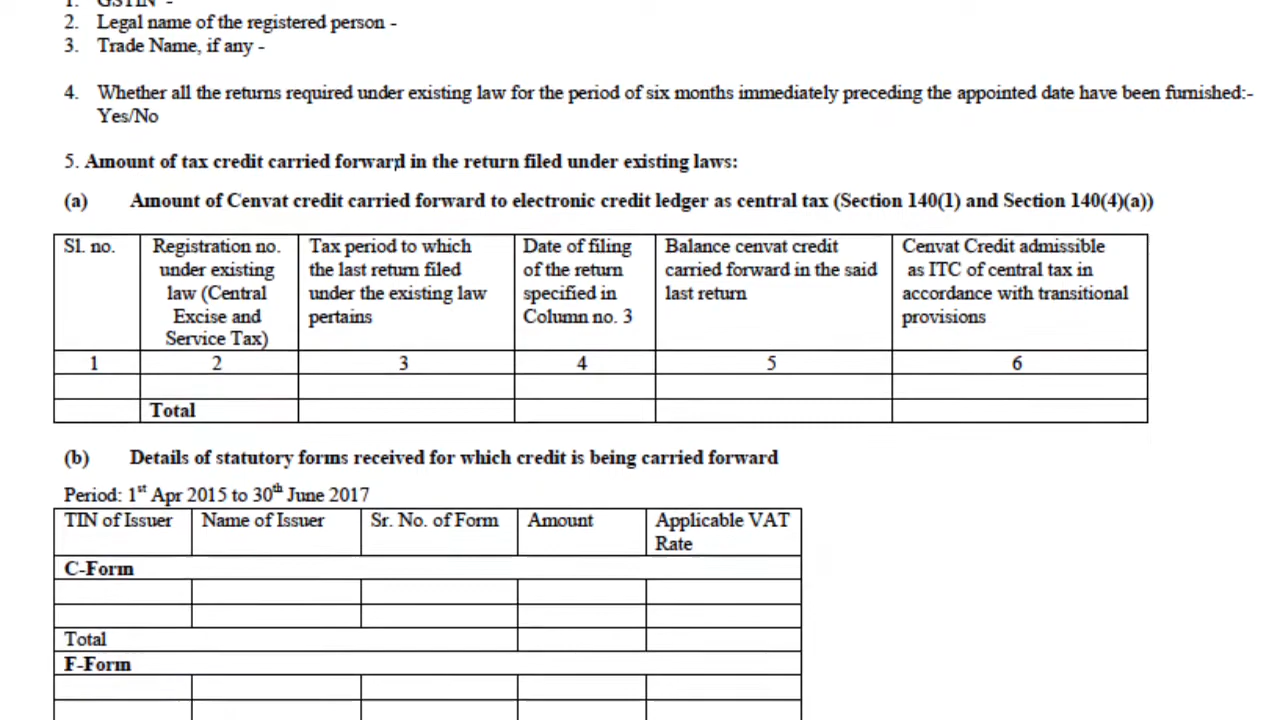 1. GSTIN -
2. Legal name of the registered person -
3. Trade Name, if any -
4. Whether all the returns required under existing law for the period of six months immediately preceding the appointed date have been furnished:-
Yes/No
5. Amount of tax credit carried forward in the return filed under existing laws:
(a) Amount of Cenvat credit carried forward to electronic credit ledger as central tax (Section 140(1) and Section 140(4)(a))
Sl. no.
Registration no.
under existing
law (Central
Excise and
Service Tax)
Tax period to which
the last return filed
under the existing law
pertains
Date of filing
of the return
specified in
Column no. 3
Balance cenvat credit
carried forward in the said
last return
Cenvat Credit admissible
as ITC of central tax in
accordance with transitional
provisions
1 2 3 4 5 6
Total
(b) Details of statutory forms received for which credit is being carried forward
Period: 1st Apr 2015 to 30th June 2017
TIN of Issuer
Name of Issuer
Sr. No. of Form
Amount
Applicable VAT
Rate
C-Form
Total
F-Form